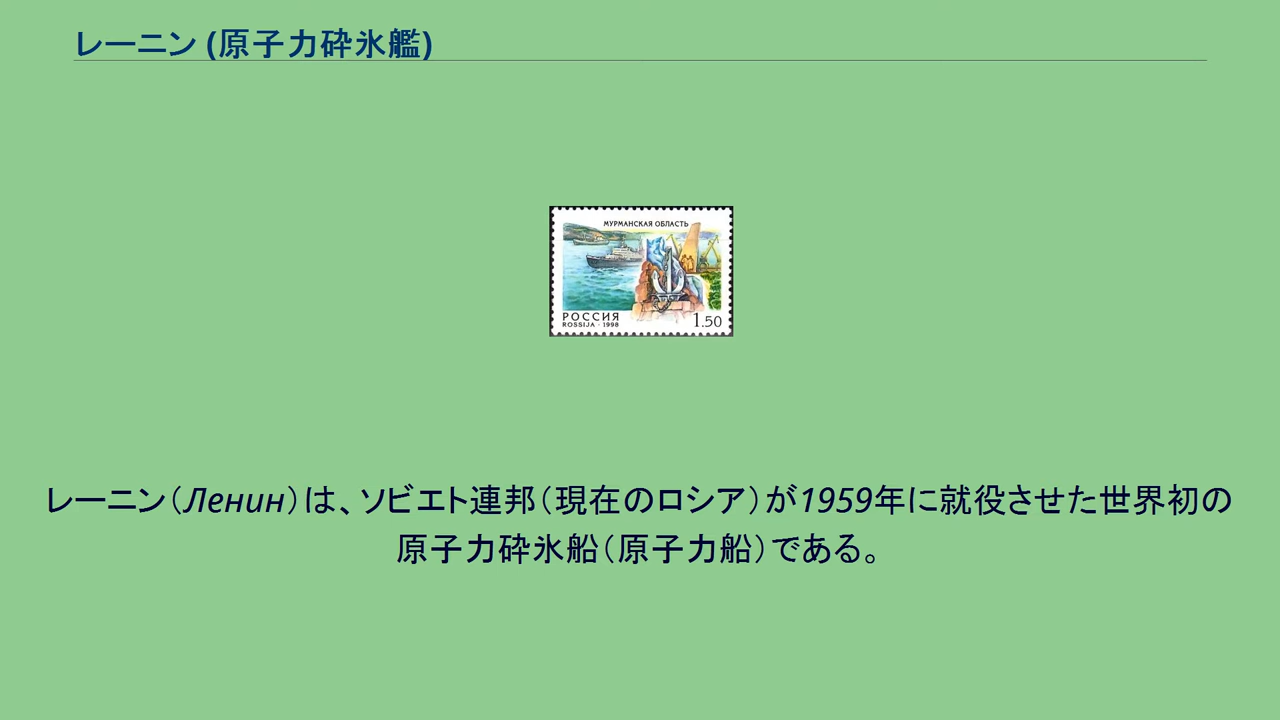 レーニン (原子力砕氷艦)
МУРМАНСКАЯ ОБЛАСТЬ
РОССИЯ
ROSSIJA · 1998
1.50
レーニン（Ленин）は、ソビエト連邦（現在のロシア）が1959年に就役させた世界初の
原子力砕氷船（原子力船）である。